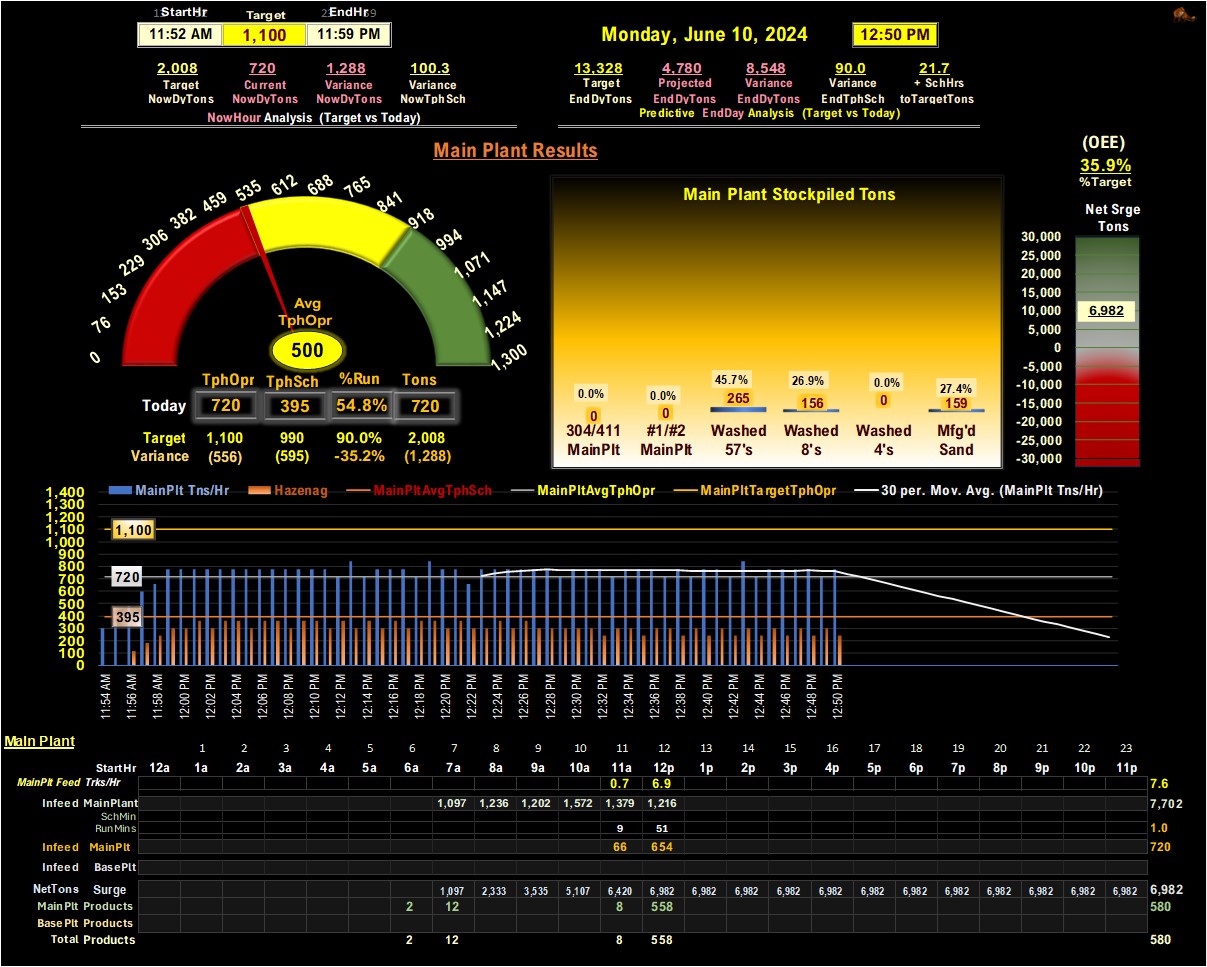 StartHr Target EndHr
11:52 AM 1,100 11:59 PM
Monday, June 10, 2024 12:50 PM
2,008 720 1,288 100.3
Target Current Variance Variance
NowDyTons NowDyTons NowDyTons NowTphSch
NowHour Analysis (Target vs Today)
13,328 4,780 8,548 90.0 21.7
Target Projected Variance Variance + SchHrs
EndDyTons EndDyTons EndDyTons EndTphSch toTargetTons
Predictive EndDay Analysis (Target vs Today)
Main Plant Results
(OEE)
35.9%
%Target
0 76 153 229 306 382 459 535 612 688 765 841 918 994 1,071 1,147 1,224 1,300
Avg
TphOpr
500
TphOpr TphSch %Run Tons
Today 720 395 54.8% 720
Target 1,100 990 90.0% 2,008
Variance (556) (595) -35.2% (1,288)
Main Plant Stockpiled Tons
0.0% 0.0% 45.7% 26.9% 0.0% 27.4%
0 0 265 156 0 159
304/411 #1/#2 Washed Washed Washed Mfg'd
MainPlt MainPlt 57's 8's 4's Sand
Net Srge
Tons
30,000
25,000
20,000
15,000
10,000
5,000
0
-5,000
-10,000
-15,000
-20,000
-25,000
-30,000
6,982
MainPlt Tns/Hr Hazenag MainPltAvgTphSch MainPltAvgTphOpr MainPltTargetTphOpr 30 per. Mov. Avg. (MainPlt Tns/Hr)
1,400
1,300
1,200
1,100
1,000
900
800
700
600
500
400
300
200
100
0
1,100
720
395
11:54 AM 11:56 AM 11:58 AM 12:00 PM 12:02 PM 12:04 PM 12:06 PM 12:08 PM 12:10 PM 12:12 PM 12:14 PM 12:16 PM 12:18 PM 12:20 PM 12:22 PM 12:24 PM 12:26 PM 12:28 PM 12:30 PM 12:32 PM 12:34 PM 12:36 PM 12:38 PM 12:40 PM 12:42 PM 12:44 PM 12:46 PM 12:48 PM 12:50 PM
Main Plant
1 2 3 4 5 6 7 8 9 10 11 12 13 14 15 16 17 18 19 20 21 22 23
StartHr 12a 1a 2a 3a 4a 5a 6a 7a 8a 9a 10a 11a 12p 1p 2p 3p 4p 5p 6p 7p 8p 9p 10p 11p
MainPlt Feed Trks/Hr 0.7 6.9 7.6
Infeed MainPlant 1,097 1,236 1,202 1,572 1,379 1,216 7,702
SchMin
RunMins 9 51 1.0
Infeed MainPlt 66 654 720
Infeed BasePlt
NetTons Surge 1,097 2,333 3,535 5,107 6,420 6,982 6,982 6,982 6,982 6,982 6,982 6,982 6,982 6,982 6,982 6,982 6,982 6,982
MainPlt Products 2 12 8 558 580
BasePlt Products
Total Products 2 12 8 558 580